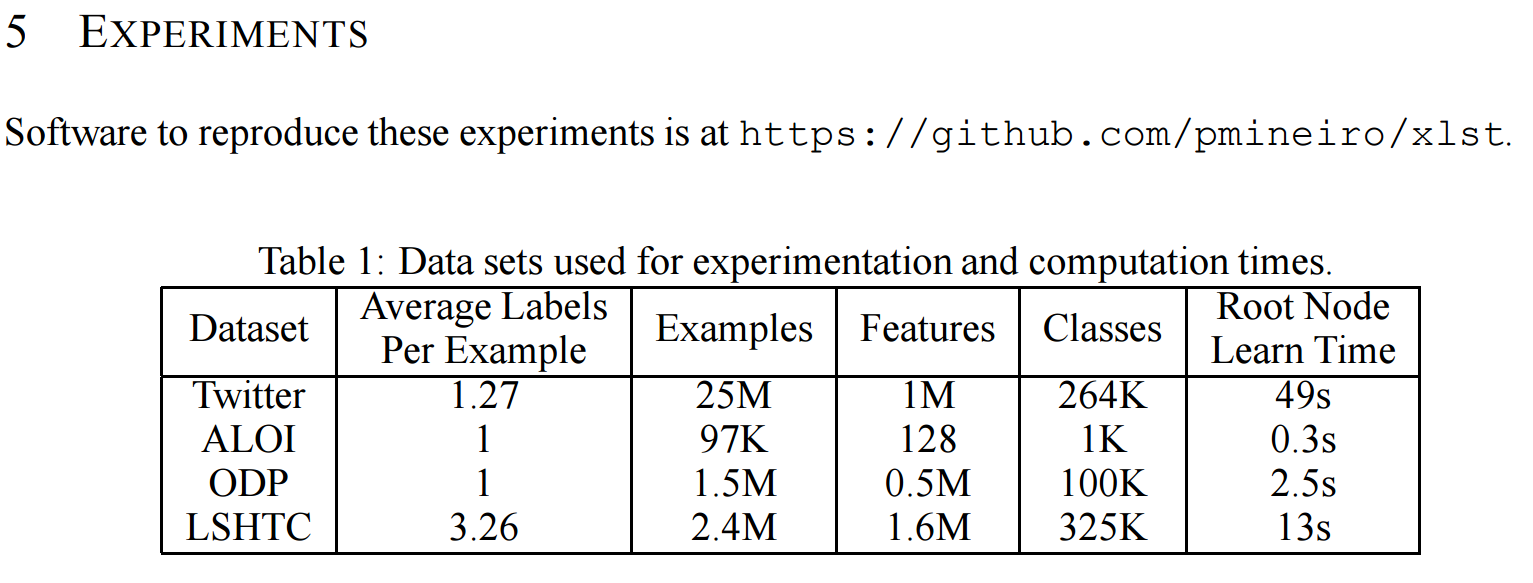 5 EXPERIMENTS
Software to reproduce these experiments is at https://github.com/pmineiro/xlst.
Table 1: Data sets used for experimentation and computation times.
Dataset Average Labels Per Example Examples Features Classes Root Node Learn Time
Twitter 1.27 25M 1M 264K 49s
ALOI 1 97K 128 1K 0.3s
ODP 1 1.5M 0.5M 100K 2.5s
LSHTC 3.26 2.4M 1.6M 325K 13s